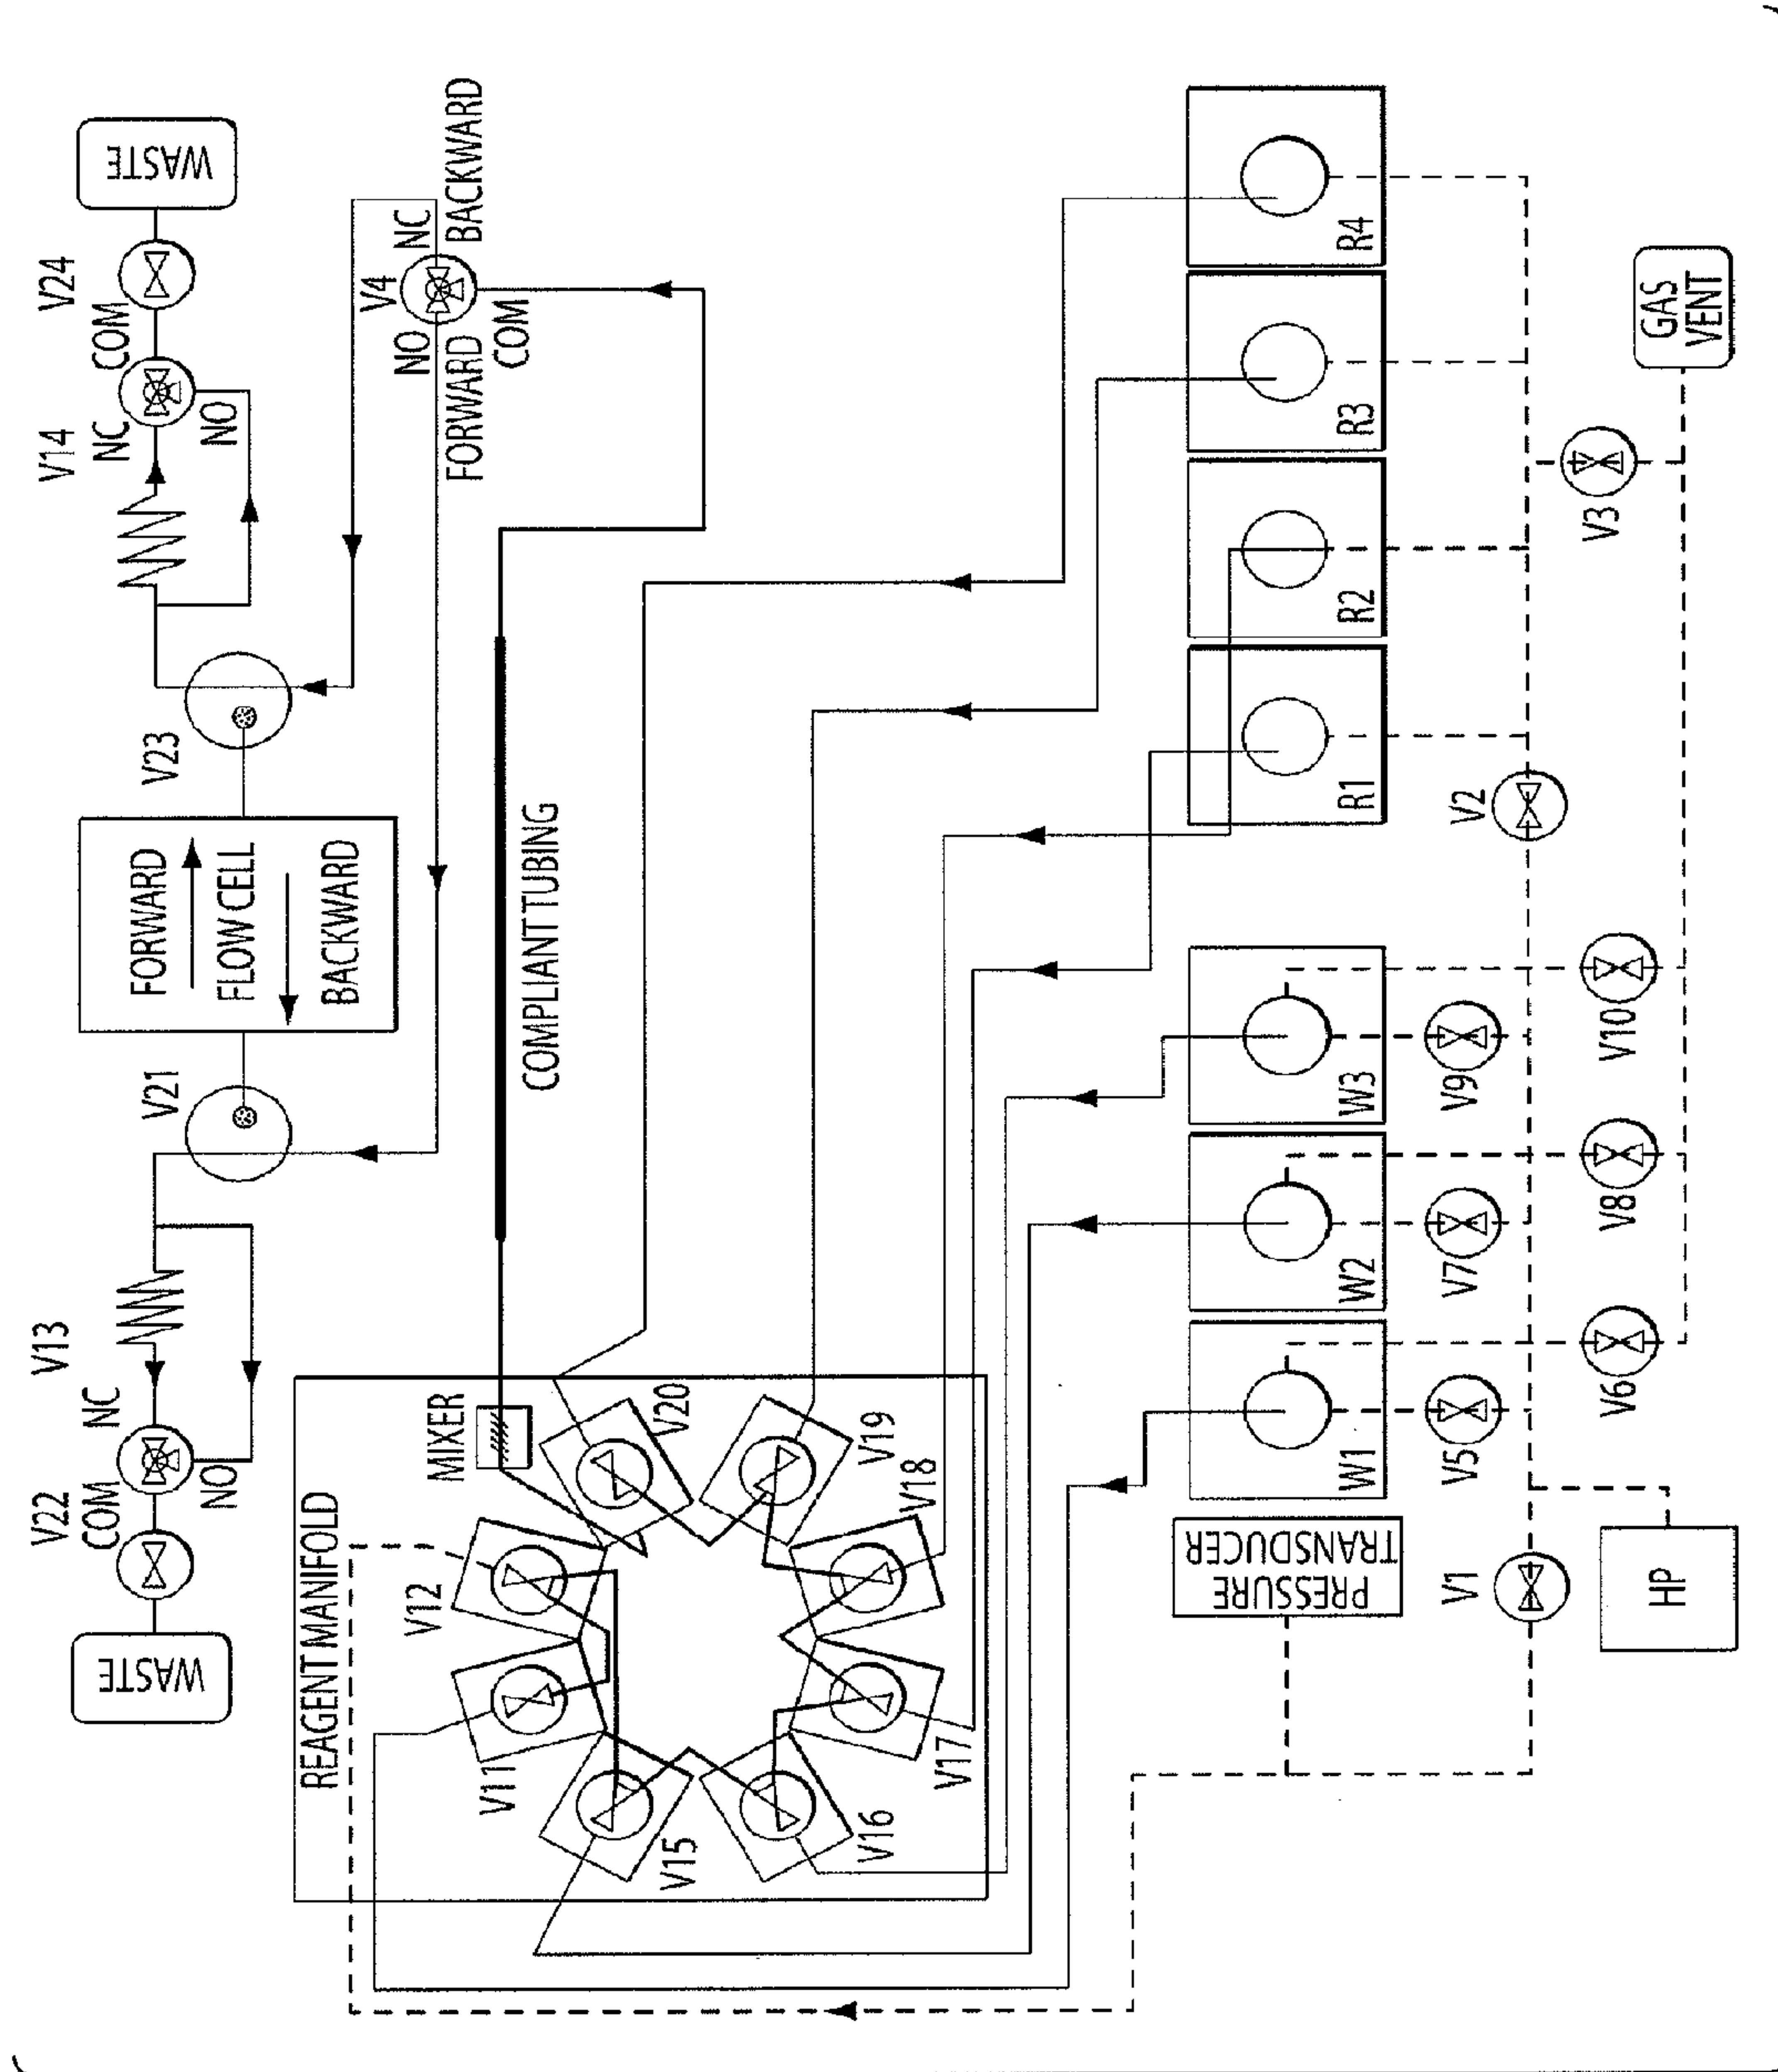 WASTE
V22
COM
NC
V13
NO
V21
FORWARD
FLOW CELL
BACKWARD
V23
V14
NC
COM
V24
NO
WASTE
V4
NO
NC
FORWARD
BACKWARD
COM
COMPLIANT TUBING
REAGENT MANIFOLD
MIXER
V12
V11
V20
V19
V18
V15
V16
V17
PRESSURE
TRANSDUCER
W1
W2
W3
R1
R2
R3
R4
V1
V5
V7
V9
V2
V3
HP
V6
V8
V10
GAS
VENT